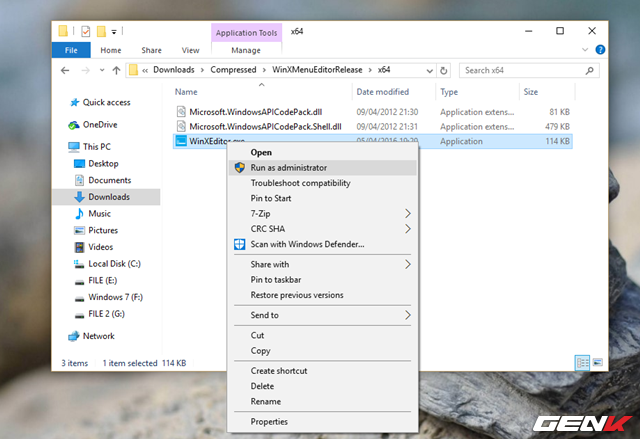 Application Tools
x64
File
Home
Share
View
Manage
Downloads
Compressed
WinXMenuEditorRelease
x64
Search x64
Name
Date modified
Type
Size
Quick access
OneDrive
This PC
Desktop
Documents
Downloads
Music
Pictures
Videos
Local Disk (C:)
FILE (E:)
Windows 7 (F:)
FILE 2 (G:)
Network
Microsoft.WindowsAPICodePack.dll 09/04/2012 21:30 Application extens... 81 KB
Microsoft.WindowsAPICodePack.Shell.dll 09/04/2012 21:31 Application extens... 479 KB
WinXEditor.exe 05/04/2016 19:29 Application 114 KB
Open
Run as administrator
Troubleshoot compatibility
Pin to Start
7-Zip
CRC SHA
Scan with Windows Defender...
Share with
Pin to taskbar
Restore previous versions
Send to
Cut
Copy
Create shortcut
Delete
Rename
Properties
3 items 1 item selected 114 KB
GENK